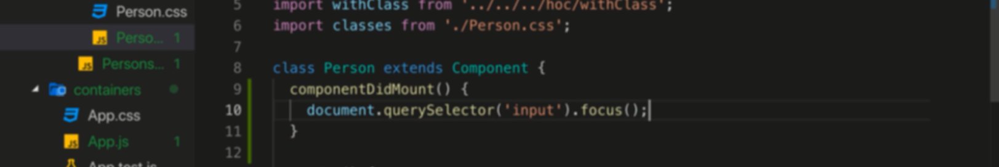 Person.css
Perso... 1
Persons... 1
containers
App.css
App.js 1
App.test.js
5 import withClass from '../../../hoc/withClass';
6 import classes from './Person.css';
7
8 class Person extends Component {
9 componentDidMount() {
10 document.querySelector('input').focus();
11 }
12